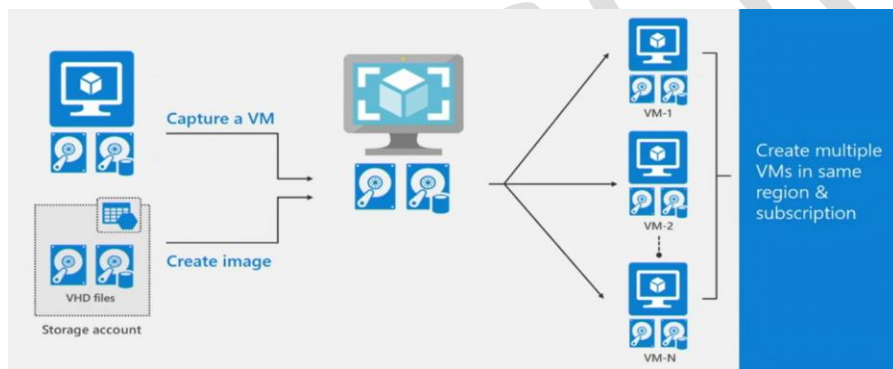 Capture a VM
Create image
VHD files
Storage account
VM-1
VM-2
VM-N
Create multiple
VMs in same
region &
subscription